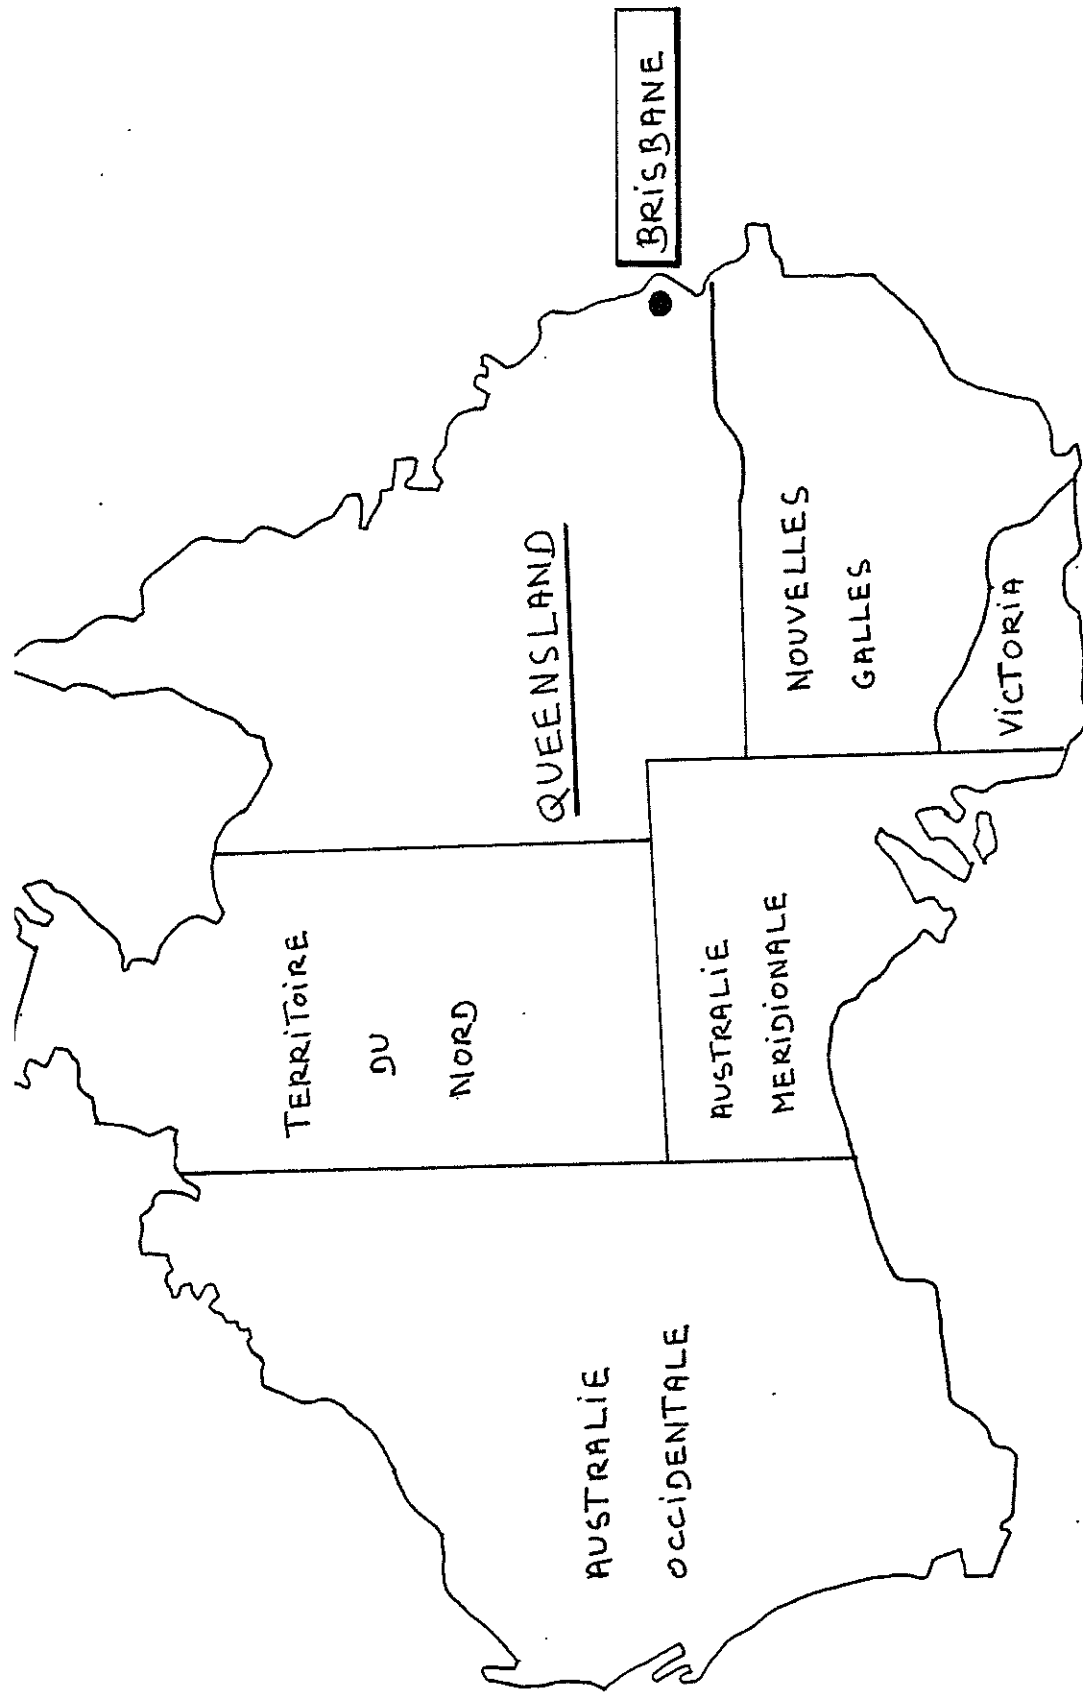 TERRITOIRE
DU
NORD
QUEENSLAND
BRISBANE
AUSTRALIE
OCCIDENTALE
AUSTRALIE
MERIDIONALE
NOUVELLES
GALLES
VICTORIA